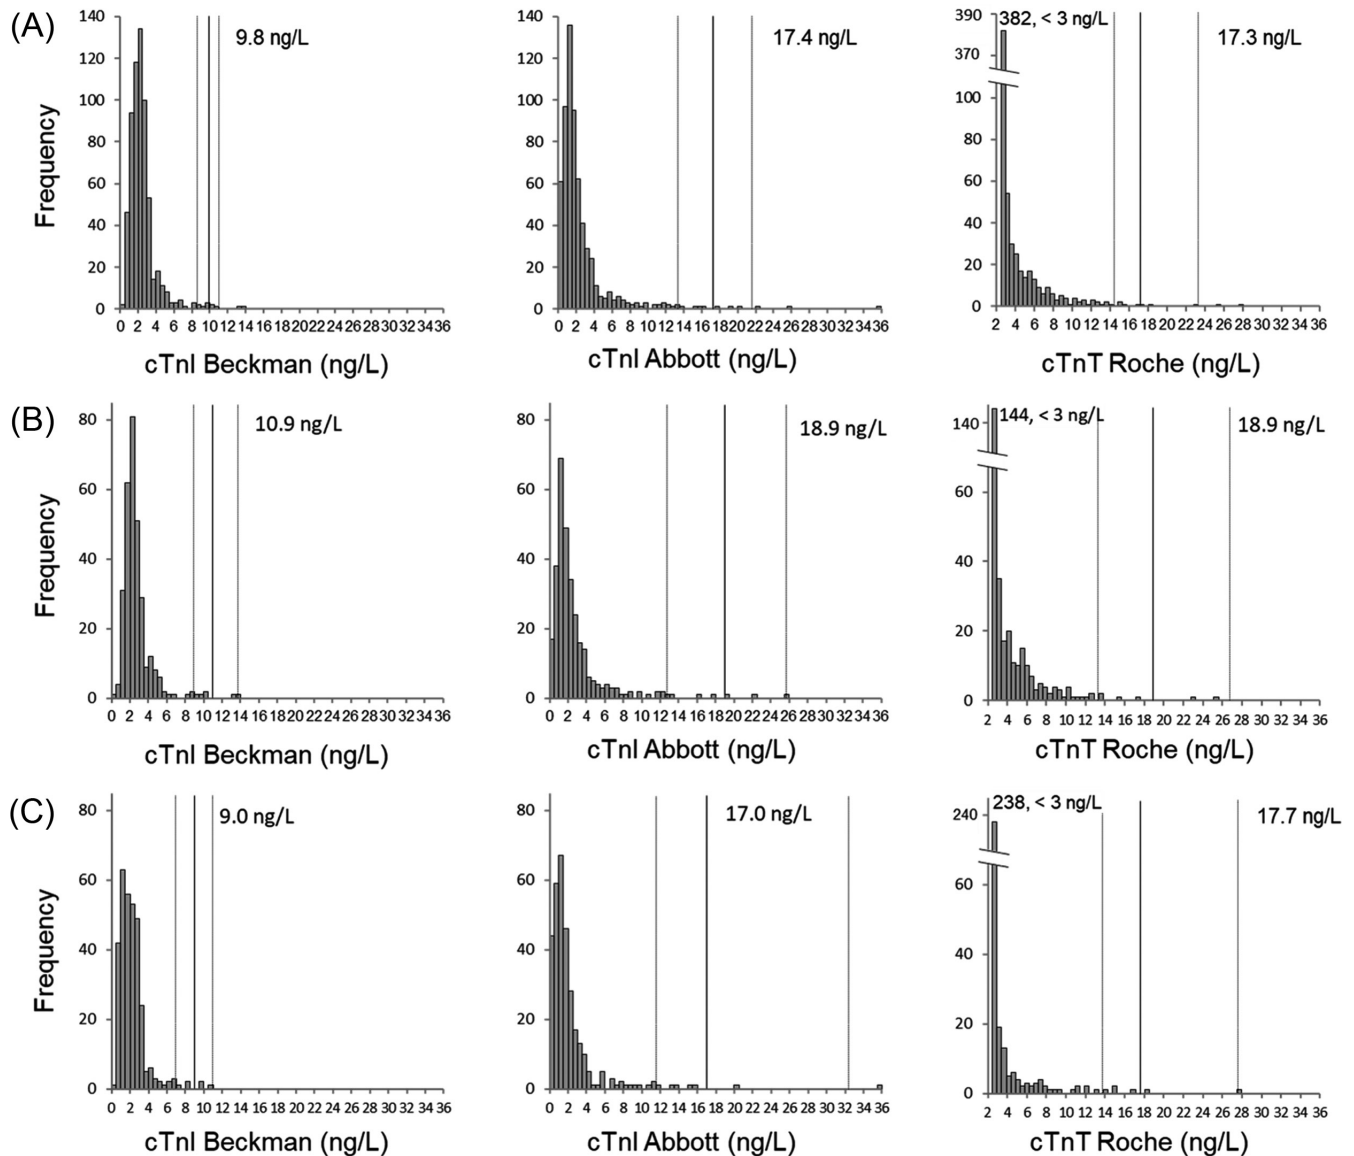 (A)
140
120
100
80
60
40
20
0
Frequency
9.8 ng/L
0 2 4 6 8 10 12 14 16 18 20 22 24 26 28 30 32 34 36
cTnI Beckman (ng/L)
140
120
100
80
60
40
20
0
17.4 ng/L
0 2 4 6 8 10 12 14 16 18 20 22 24 26 28 30 32 34 36
cTnI Abbott (ng/L)
390
370
100
80
60
40
20
0
382, < 3 ng/L
17.3 ng/L
2 4 6 8 10 12 14 16 18 20 22 24 26 28 30 32 34 36
cTnT Roche (ng/L)
(B)
80
60
40
20
0
Frequency
10.9 ng/L
0 2 4 6 8 10 12 14 16 18 20 22 24 26 28 30 32 34 36
cTnI Beckman (ng/L)
80
60
40
20
0
18.9 ng/L
0 2 4 6 8 10 12 14 16 18 20 22 24 26 28 30 32 34 36
cTnI Abbott (ng/L)
140
60
40
20
0
144, < 3 ng/L
18.9 ng/L
2 4 6 8 10 12 14 16 18 20 22 24 26 28 30 32 34 36
cTnT Roche (ng/L)
(C)
80
60
40
20
0
Frequency
9.0 ng/L
0 2 4 6 8 10 12 14 16 18 20 22 24 26 28 30 32 34 36
cTnI Beckman (ng/L)
80
60
40
20
0
17.0 ng/L
0 2 4 6 8 10 12 14 16 18 20 22 24 26 28 30 32 34 36
cTnI Abbott (ng/L)
240
60
40
20
0
238, < 3 ng/L
17.7 ng/L
2 4 6 8 10 12 14 16 18 20 22 24 26 28 30 32 34 36
cTnT Roche (ng/L)